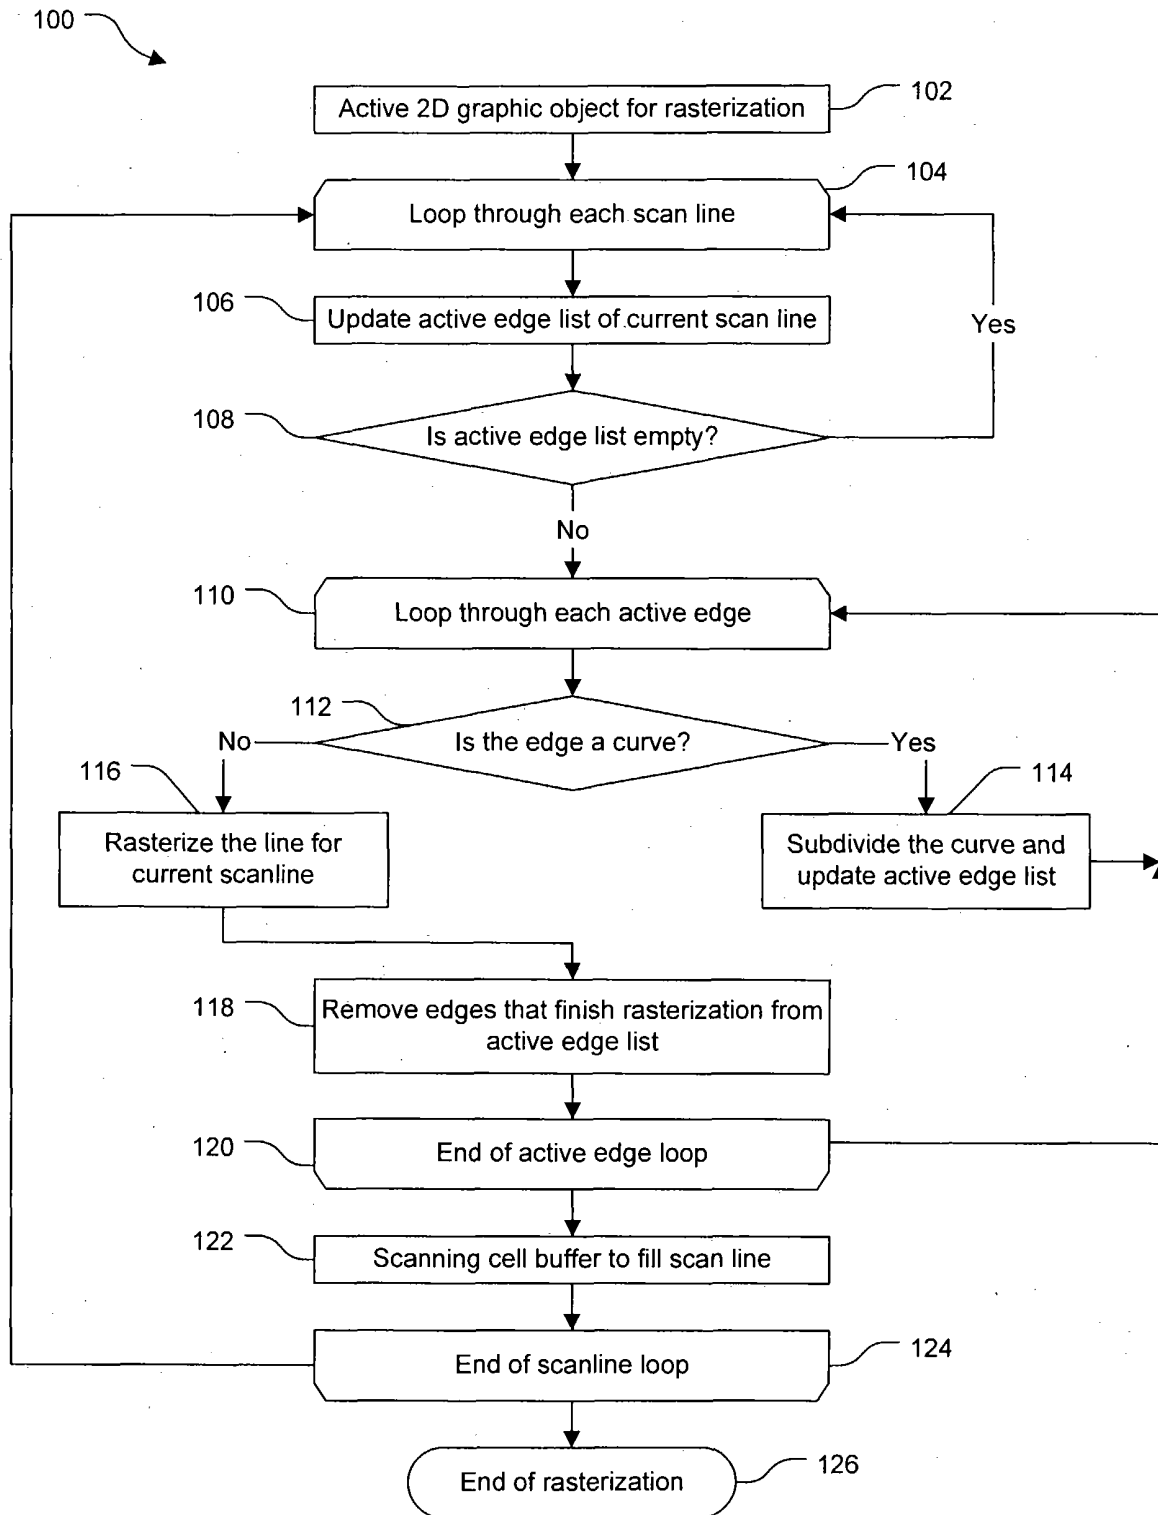 100
Active 2D graphic object for rasterization
102
Loop through each scan line
104
106
Update active edge list of current scan line
Yes
108
Is active edge list empty?
No
110
Loop through each active edge
112
Is the edge a curve?
No
Yes
116
114
Rasterize the line for
current scanline
Subdivide the curve and
update active edge list
118
Remove edges that finish rasterization from
active edge list
120
End of active edge loop
122
Scanning cell buffer to fill scan line
End of scanline loop
124
End of rasterization
126